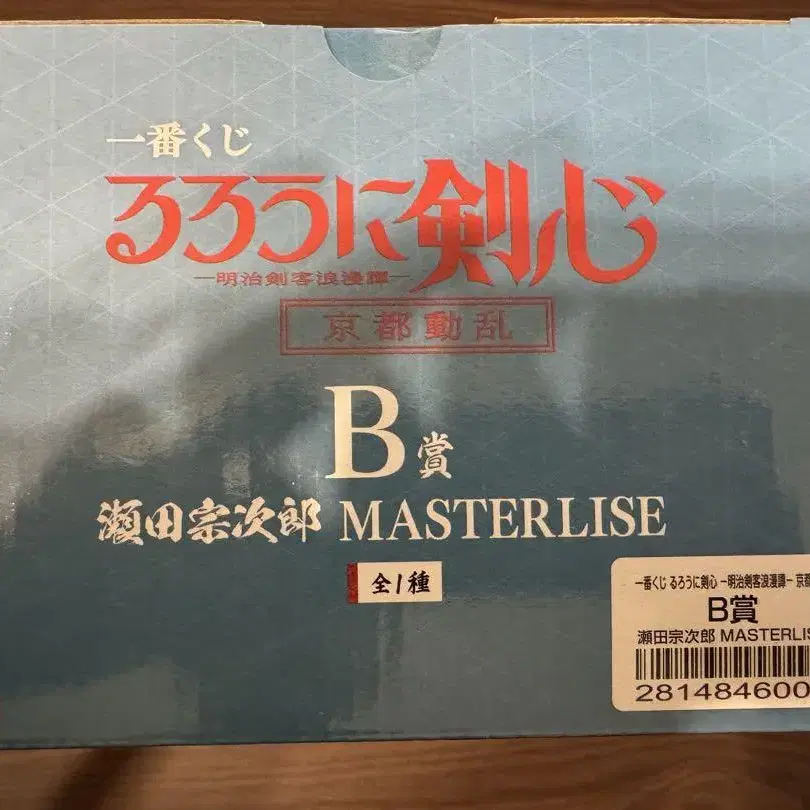 一番くじ
るろうに剣心
―明治剣客浪漫譚―
京都動乱
B賞
瀬田宗次郎 MASTERLISE
全1種
一番くじ るろうに剣心 －明治剣客浪漫譚－ 京都
B賞
瀬田宗次郎 MASTERLIS
281484600